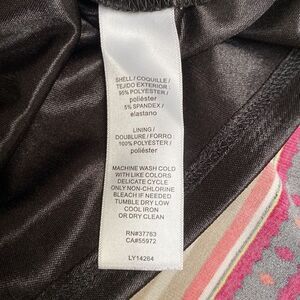 SHELL / COQUILLE /
TEJIDO EXTERIOR :
95% POLYESTER /
poliéster
5% SPANDEX /
elastano
LINING /
DOUBLURE / FORRO
100% POLYESTER /
poliéster
MACHINE WASH COLD
WITH LIKE COLORS
DELICATE CYCLE
ONLY NON-CHLORINE
BLEACH IF NEEDED
TUMBLE DRY LOW
COOL IRON
OR DRY CLEAN
RN#37763
CA#55972
LY14284